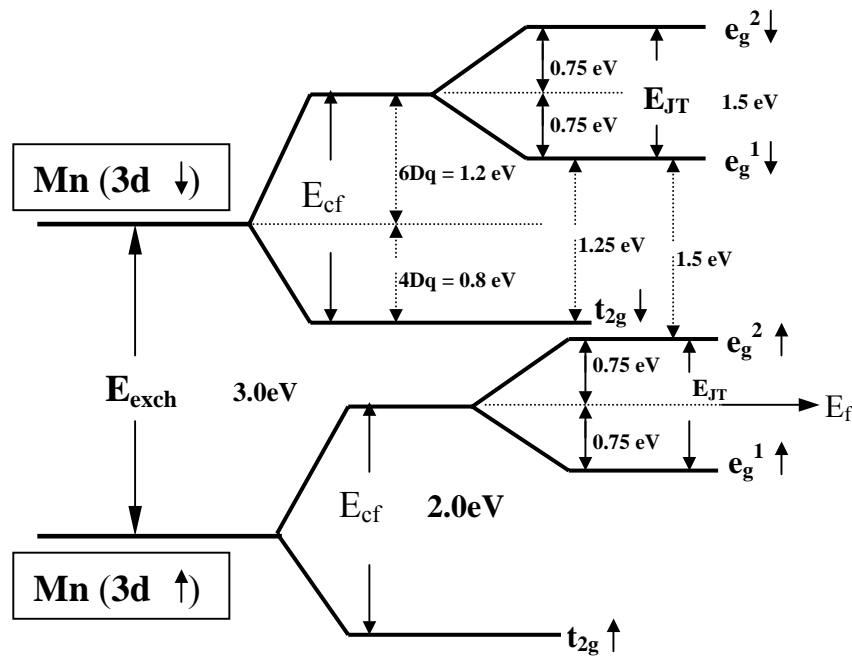 e_g^2 ↓
0.75 eV
E_JT 1.5 eV
0.75 eV
e_g^1 ↓
Mn (3d ↓)
6Dq = 1.2 eV
E_cf
1.25 eV
1.5 eV
4Dq = 0.8 eV
t_2g ↓
e_g^2 ↑
0.75 eV
E_exch 3.0eV
E_JT
E_f
0.75 eV
e_g^1 ↑
E_cf 2.0eV
Mn (3d ↑)
t_2g ↑